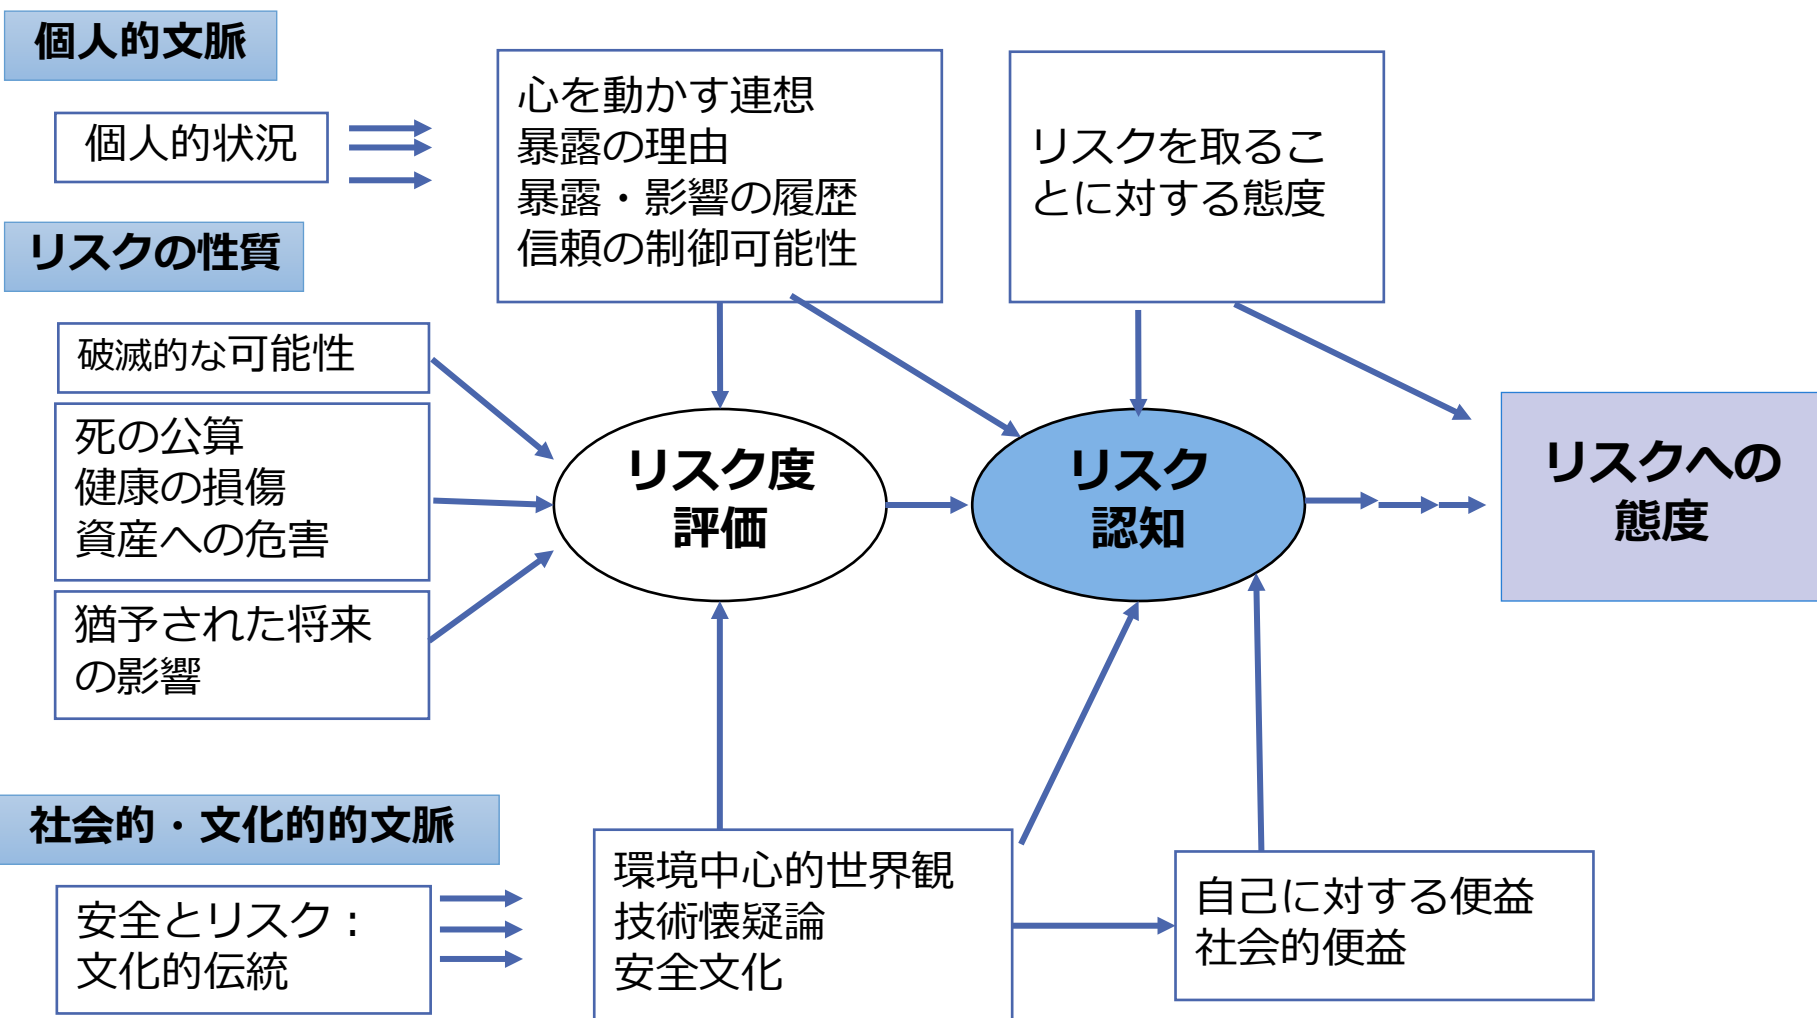 個人的文脈
個人的状況
心を動かす連想
暴露の理由
暴露・影響の履歴
信頼の制御可能性
リスクを取るこ
とに対する態度
リスクの性質
破滅的な可能性
死の公算
健康の損傷
資産への危害
猶予された将来
の影響
リスク度
評価
リスク
認知
リスクへの
態度
社会的・文化的的文脈
安全とリスク：
文化的伝統
環境中心的世界観
技術懐疑論
安全文化
自己に対する便益
社会的便益